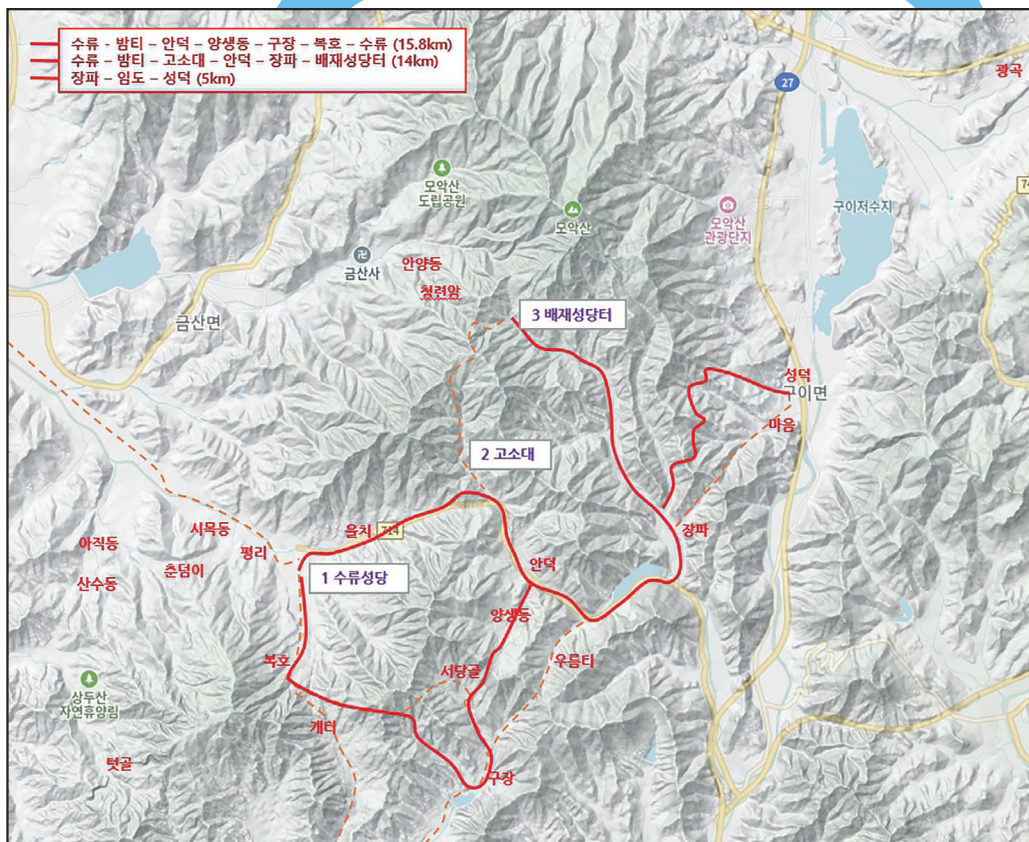 수류 - 밤티 – 안덕 – 양생동 – 구장 – 복호 – 수류 (15.8km)
수류 – 밤티 – 고소대 – 안덕 – 장파 – 배재성당터 (14km)
장파 – 임도 – 성덕 (5km)
광곡
27
74
모악산
도립공원
모악산
모악산
관광단지
구이저수지
금산사
안양동
청련암
금산면
3 배재성당터
성덕
구이면
마음
2 고소대
시목동
율치
714
장파
아직동
평리
안덕
산수동
춘덤이
1 수류성당
양생동
복호
서당골
우름티
상두산
자연휴양림
개터
텃골
구장